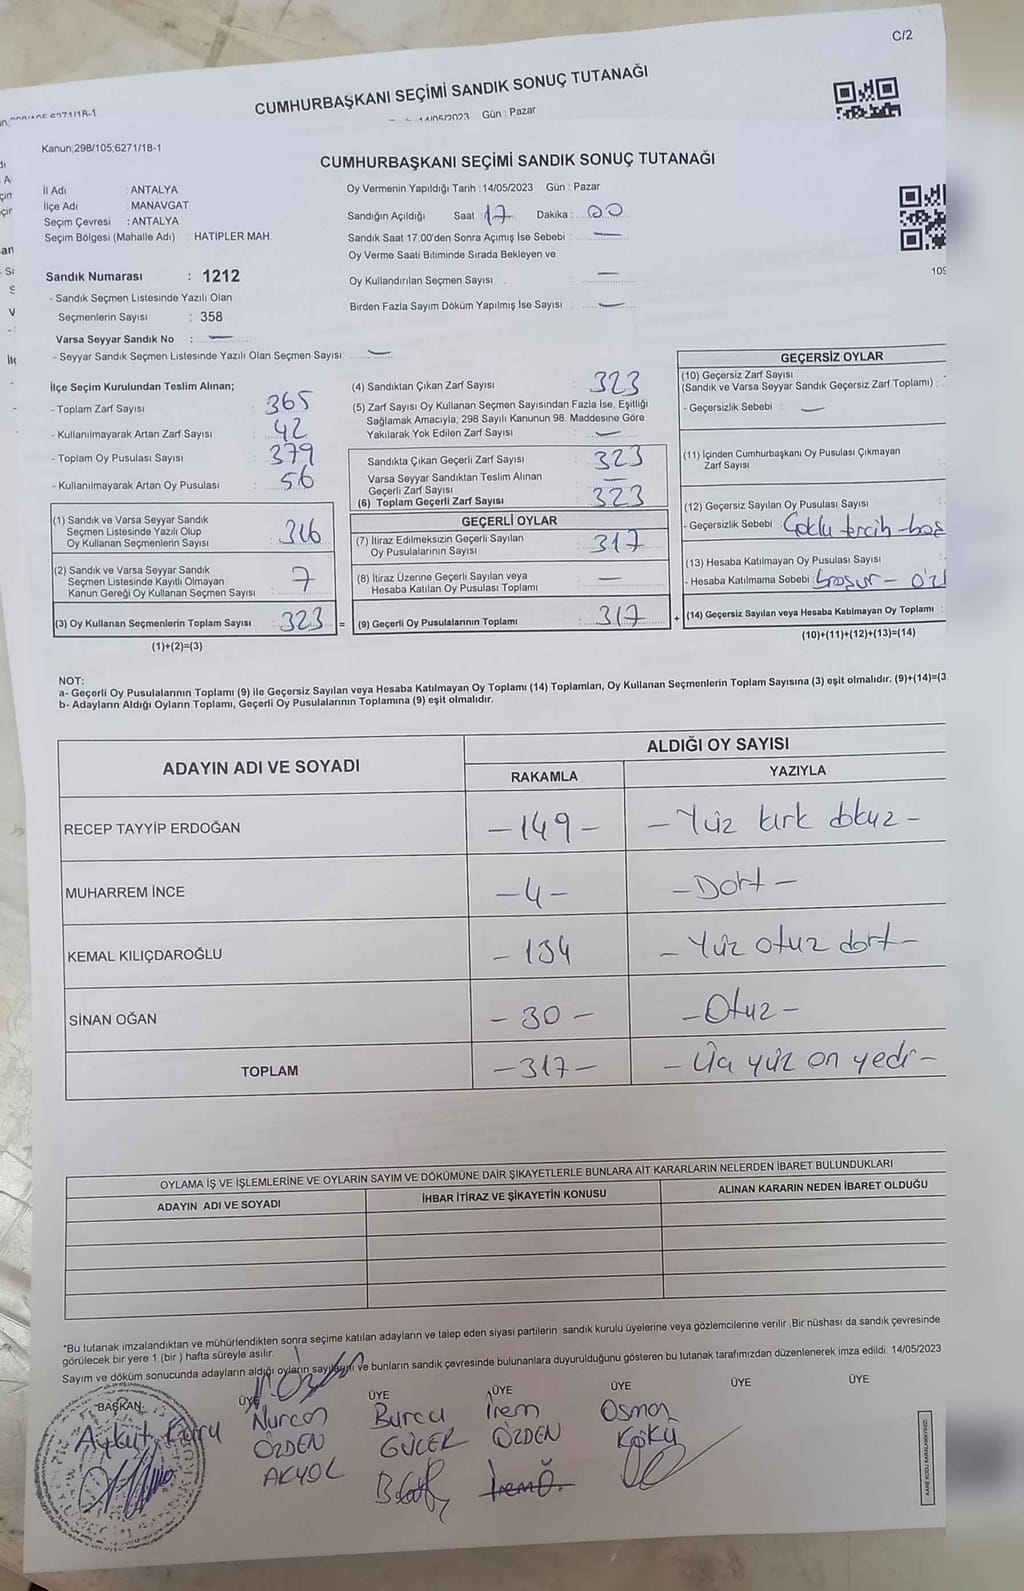 C/2
CUMHURBAŞKANI SEÇİMİ SANDIK SONUÇ TUTANAĞI
14/05/2023 Gün : Pazar
Kanun;298/105;6271/18-1
CUMHURBAŞKANI SEÇİMİ SANDIK SONUÇ TUTANAĞI
İl Adı : ANTALYA
İlçe Adı : MANAVGAT
Seçim Çevresi : ANTALYA
Seçim Bölgesi (Mahalle Adı) : HATİPLER MAH.
Oy Vermenin Yapıldığı Tarih :14/05/2023 Gün : Pazar
Sandığın Açıldığı Saat : 17 Dakika : 00
Sandık Saat 17:00'den Sonra Açımış İse Sebebi : —
Oy Verme Saati Bitiminde Sırada Bekleyen ve
Oy Kullandırılan Seçmen Sayısı : —
Birden Fazla Sayım Döküm Yapılmış İse Sayısı : —
Sandık Numarası : 1212
- Sandık Seçmen Listesinde Yazılı Olan
Seçmenlerin Sayısı : 358
Varsa Seyyar Sandık No : —
- Seyyar Sandık Seçmen Listesinde Yazılı Olan Seçmen Sayısı: —
İlçe Seçim Kurulundan Teslim Alınan;
- Toplam Zarf Sayısı : 365
- Kullanılmayarak Artan Zarf Sayısı : 42
- Toplam Oy Pusulası Sayısı : 379
- Kullanılmayarak Artan Oy Pusulası : 56
(1) Sandık ve Varsa Seyyar Sandık
Seçmen Listesinde Yazılı Olup
Oy Kullanan Seçmenlerin Sayısı : 316
(2) Sandık ve Varsa Seyyar Sandık
Seçmen Listesinde Kayıtlı Olmayan
Kanun Gereği Oy Kullanan Seçmen Sayısı : 7
(3) Oy Kullanan Seçmenlerin Toplam Sayısı : 323 =
(1)+(2)=(3)
(4) Sandıktan Çıkan Zarf Sayısı : 323
(5) Zarf Sayısı Oy Kullanan Seçmen Sayısından Fazla İse, Eşitliği
Sağlamak Amacıyla; 298 Sayılı Kanunun 98. Maddesine Göre
Yakılarak Yok Edilen Zarf Sayısı : —
Sandıkta Çıkan Geçerli Zarf Sayısı : 323
Varsa Seyyar Sandıktan Teslim Alınan
Geçerli Zarf Sayısı : —
(6) Toplam Geçerli Zarf Sayısı : 323
GEÇERLİ OYLAR
(7) İtiraz Edilmeksizin Geçerli Sayılan
Oy Pusulalarının Sayısı : 317
(8) İtiraz Üzerine Geçerli Sayılan veya
Hesaba Katılan Oy Pusulası Toplamı : —
(9) Geçerli Oy Pusulalarının Toplamı : 317 +
GEÇERSİZ OYLAR
(10) Geçersiz Zarf Sayısı
(Sandık ve Varsa Seyyar Sandık Geçersiz Zarf Toplamı) :
- Geçersizlik Sebebi : —
(11) İçinden Cumhurbaşkanı Oy Pusulası Çıkmayan
Zarf Sayısı
(12) Geçersiz Sayılan Oy Pusulası Sayısı
- Geçersizlik Sebebi : Çoklu tercih - boş
(13) Hesaba Katılmayan Oy Pusulası Sayısı
- Hesaba Katılmama Sebebi : broşur -
(14) Geçersiz Sayılan veya Hesaba Katılmayan Oy Toplamı :
(10)+(11)+(12)+(13)=(14)
NOT:
a- Geçerli Oy Pusulalarının Toplamı (9) ile Geçersiz Sayılan veya Hesaba Katılmayan Oy Toplamı (14) Toplamları, Oy Kullanan Seçmenlerin Toplam Sayısına (3) eşit olmalıdır. (9)+(14)=(3
b- Adayların Aldığı Oyların Toplamı, Geçerli Oy Pusulalarının Toplamına (9) eşit olmalıdır.
ADAYIN ADI VE SOYADI ALDIĞI OY SAYISI
RAKAMLA YAZIYLA
RECEP TAYYİP ERDOĞAN - 149 - - Yüz kırk dokuz -
MUHARREM İNCE - 4 - - Dört -
KEMAL KILIÇDAROĞLU - 134 - Yüz otuz dört -
SİNAN OĞAN - 30 - - Otuz -
TOPLAM - 317 - - Üç yüz on yedi -
OYLAMA İŞ VE İŞLEMLERİNE VE OYLARIN SAYIM VE DÖKÜMÜNE DAİR ŞİKAYETLERLE BUNLARA AİT KARARLARIN NELERDEN İBARET BULUNDUKLARI
ADAYIN ADI VE SOYADI İHBAR İTİRAZ VE ŞİKAYETİN KONUSU ALINAN KARARIN NEDEN İBARET OLDUĞU
*Bu tutanak imzalandıktan ve mühürlendikten sonra seçime katılan adayların ve talep eden siyasi partilerin sandık kurulu üyelerine veya gözlemcilerine verilir .Bir nüshası da sandık çevresinde
görülecek bir yere 1 (bir ) hafta süreyle asılır.
Sayım ve döküm sonucunda adayların aldığı oyların sayılarını ve bunların sandık çevresinde bulunanlara duyurulduğunu gösteren bu tutanak tarafımızdan düzenlenerek imza edildi. 14/05/2023
BAŞKAN ÜYE ÜYE ÜYE ÜYE ÜYE ÜYE
Aykut Nurcan Burcu İrem Osman
ÖZDEN GÜCER ÖZDEN Kökü
AKYOL İremÖ.